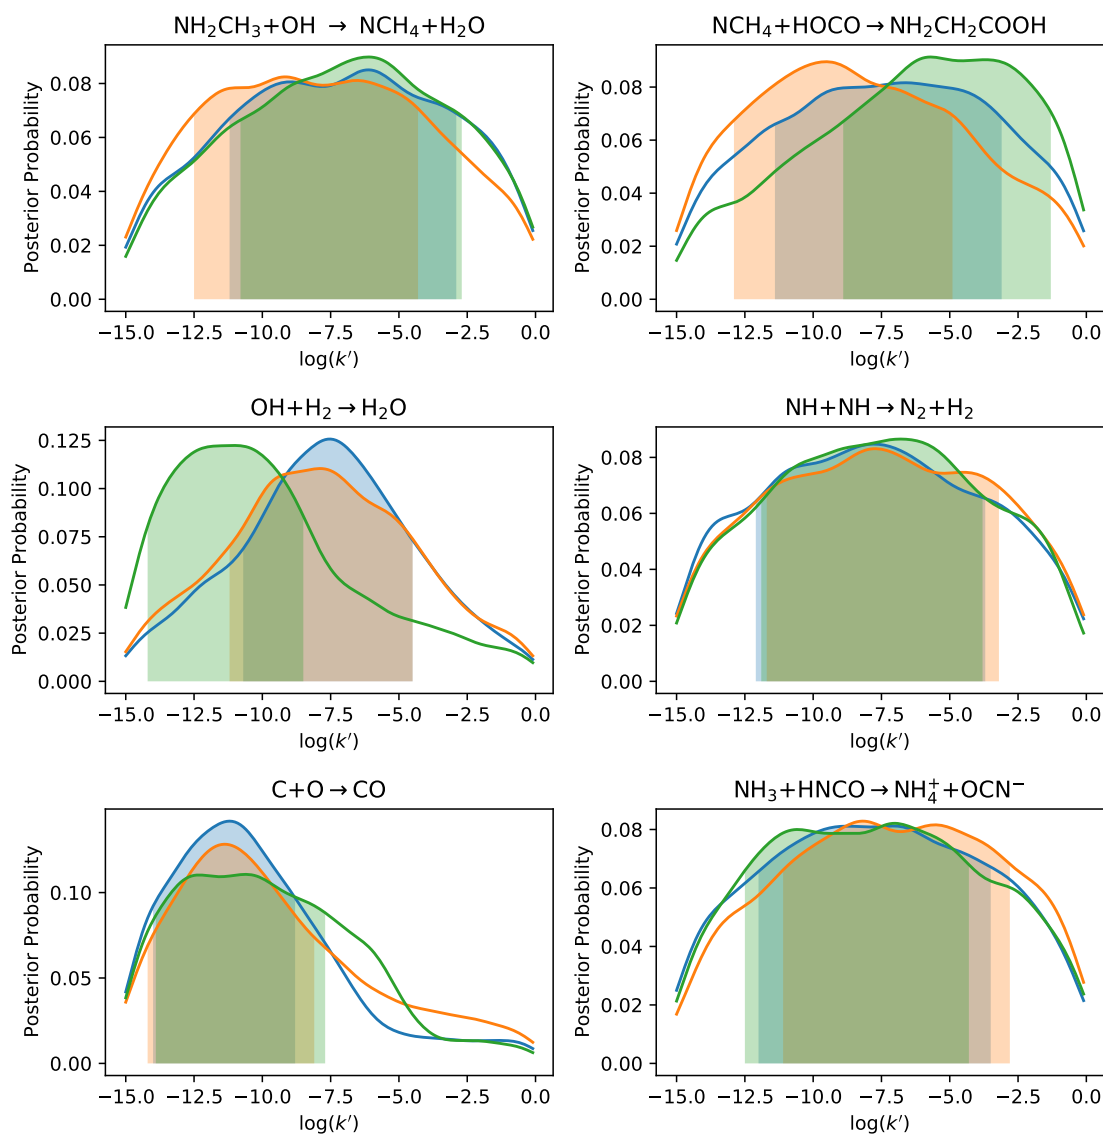 NH₂CH₃+OH → NCH₄+H₂O
Posterior Probability
0.08
0.06
0.04
0.02
0.00
−15.0 −12.5 −10.0 −7.5 −5.0 −2.5 0.0
log(k′)
NCH₄+HOCO→NH₂CH₂COOH
Posterior Probability
0.08
0.06
0.04
0.02
0.00
−15.0 −12.5 −10.0 −7.5 −5.0 −2.5 0.0
log(k′)
OH+H₂→H₂O
Posterior Probability
0.125
0.100
0.075
0.050
0.025
0.000
−15.0 −12.5 −10.0 −7.5 −5.0 −2.5 0.0
log(k′)
NH+NH→N₂+H₂
Posterior Probability
0.08
0.06
0.04
0.02
0.00
−15.0 −12.5 −10.0 −7.5 −5.0 −2.5 0.0
log(k′)
C+O→CO
Posterior Probability
0.10
0.05
0.00
−15.0 −12.5 −10.0 −7.5 −5.0 −2.5 0.0
log(k′)
NH₃+HNCO→NH₄⁺+OCN⁻
Posterior Probability
0.08
0.06
0.04
0.02
0.00
−15.0 −12.5 −10.0 −7.5 −5.0 −2.5 0.0
log(k′)